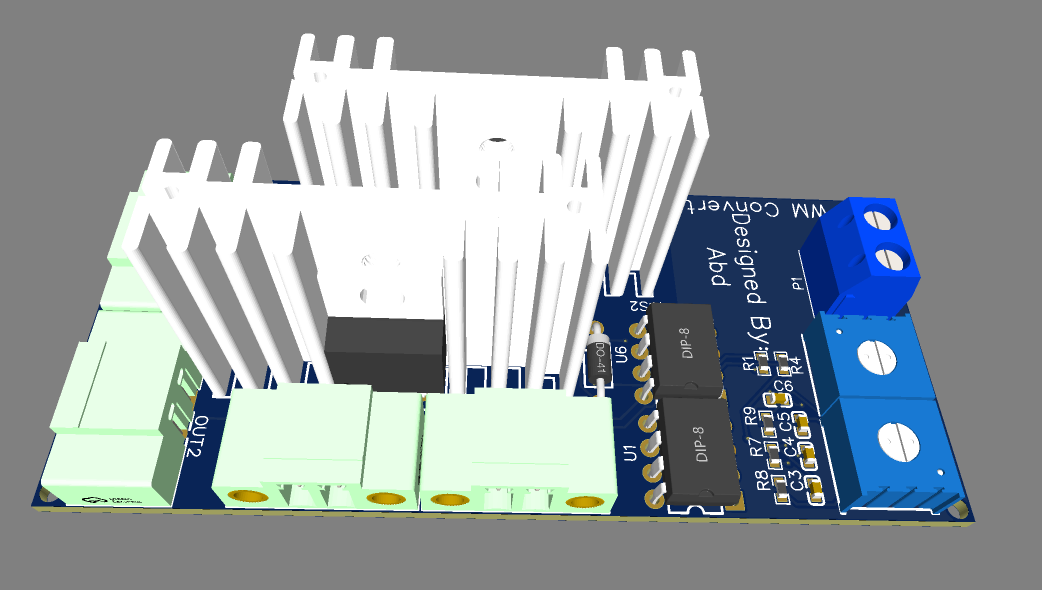 WM Convert
Designed By:
Abd
P1
S2
U6
DO-41
DIP-8
R1
R4
C6
R9
C5
OUT2
U1
DIP-8
R7
C4
R8
C3